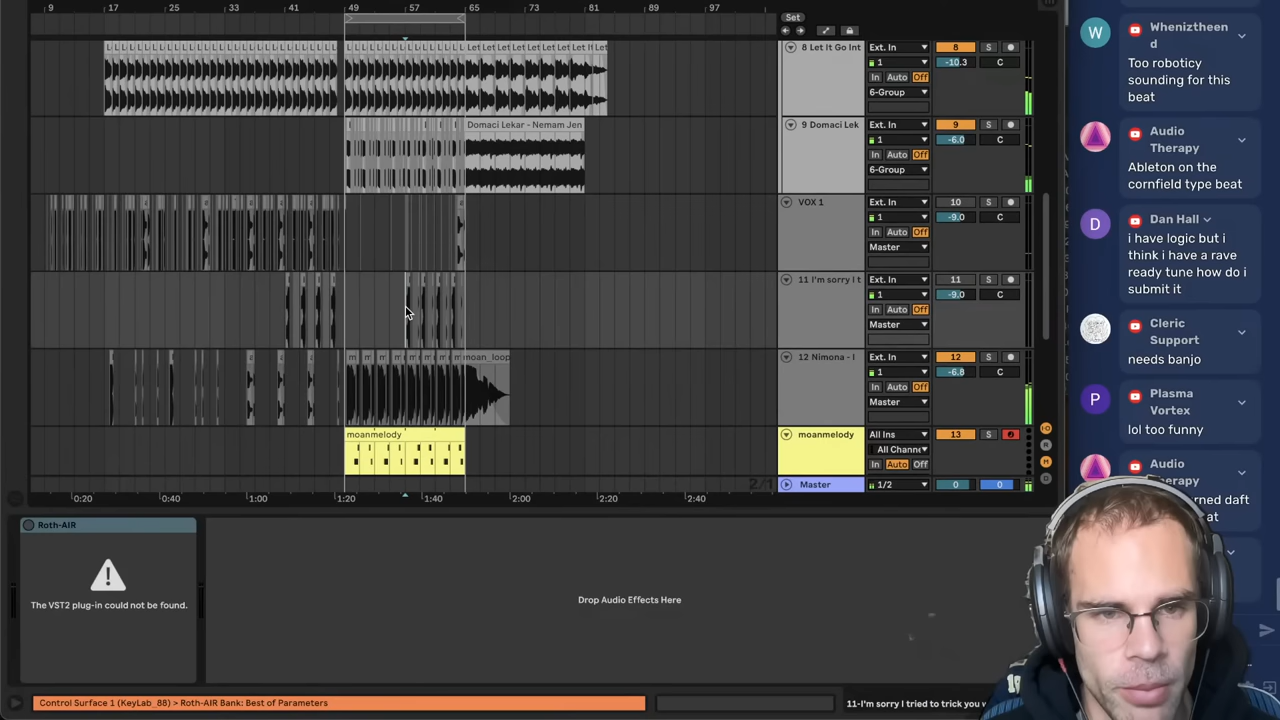 9
17
25
33
41
49
57
65
73
81
89
97
Set
8 Let It Go Int
Ext. In
8
S
1
-10.3
C
In
Auto
Off
6-Group
Domaci Lekar - Nemam Jen
9 Domaci Lek
Ext. In
9
S
1
-6.0
C
In
Auto
Off
6-Group
VOX 1
Ext. In
10
S
1
-9.0
C
In
Auto
Off
Master
11 I'm sorry I t
Ext. In
11
S
1
-9.0
C
In
Auto
Off
Master
moan_loop
12 Nimona - I
Ext. In
12
S
1
-6.8
C
In
Auto
Off
Master
moanmelody
moanmelody
All Ins
13
S
All Channe
In
Auto
Off
2/1
Master
1/2
0
0
0:20
0:40
1:00
1:20
1:40
2:00
2:20
2:40
Roth-AIR
The VST2 plug-in could not be found.
Drop Audio Effects Here
Control Surface 1 (KeyLab_88) > Roth-AIR Bank: Best of Parameters
11-I'm sorry I tried to trick you
W
Wheniztheen
d
Too roboticy
sounding for this
beat
Audio
Therapy
Ableton on the
cornfield type beat
D
Dan Hall
i have logic but i
think i have a rave
ready tune how do i
submit it
Cleric
Support
needs banjo
P
Plasma
Vortex
lol too funny
Audio
Therapy
daft